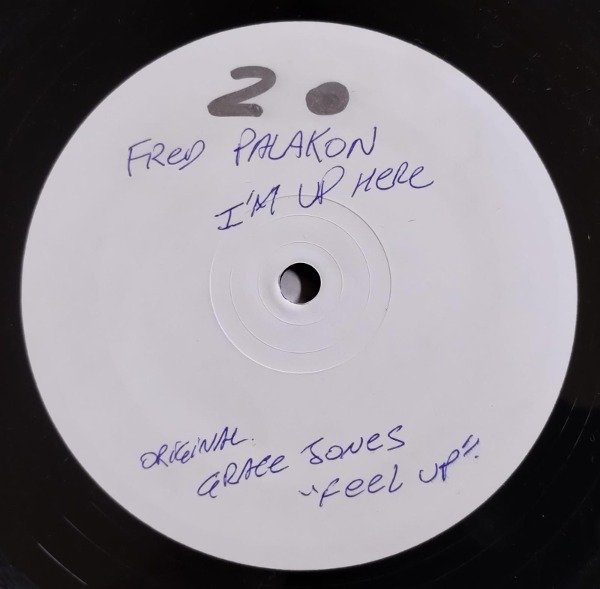 2 ●
FReD PALAKON
I'M UP HeRe
ORiGiNAL.
GRACE JONES
"FeeL UP".